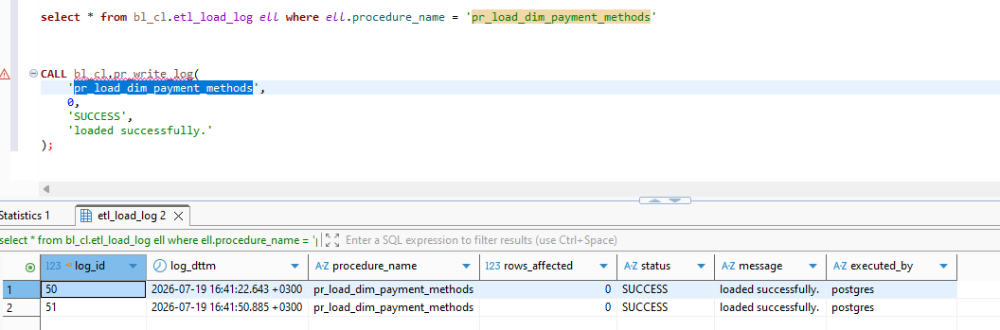 select * from bl_cl.etl_load_log ell where ell.procedure_name = 'pr_load_dim_payment_methods'
CALL bl_cl.pr_write_log(
'pr_load_dim_payment_methods',
0,
'SUCCESS',
'loaded successfully.'
);
Statistics 1 etl_load_log 2
select * from bl_cl.etl_load_log ell where ell.procedure_name = 'p Enter a SQL expression to filter results (use Ctrl+Space)
123 log_id log_dttm A-Z procedure_name 123 rows_affected A-Z status A-Z message A-Z executed_by
1 50 2026-07-19 16:41:22.643 +0300 pr_load_dim_payment_methods 0 SUCCESS loaded successfully. postgres
2 51 2026-07-19 16:41:50.885 +0300 pr_load_dim_payment_methods 0 SUCCESS loaded successfully. postgres